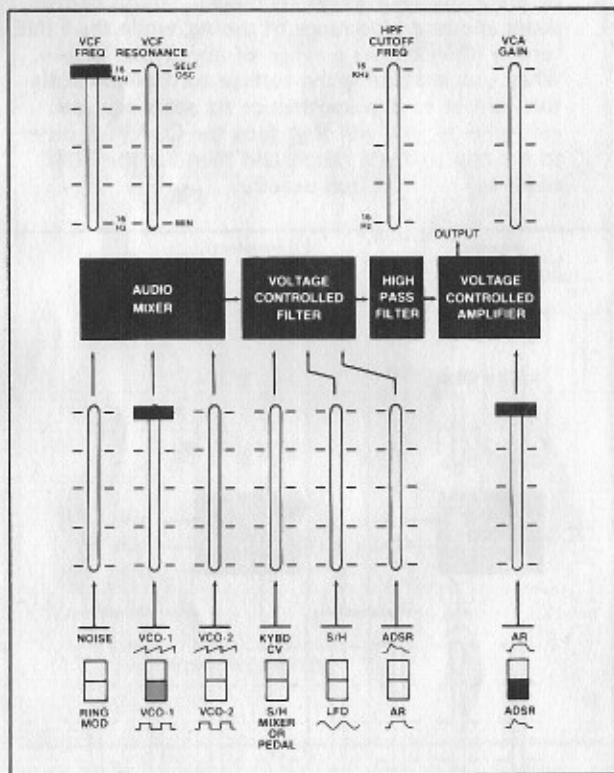 VCF
FREQ
VCF
RESONANCE
HPF
CUTOFF
FREQ
VCA
GAIN
16
KHz
SELF
OSC
16
KHz
16
Hz
MIN
16
Hz
OUTPUT
AUDIO
MIXER
VOLTAGE
CONTROLLED
FILTER
HIGH
PASS
FILTER
VOLTAGE
CONTROLLED
AMPLIFIER
NOISE
VCO-1
VCO-2
KYBD
CV
S/H
ADSR
AR
RING
MOD
VCO-1
VCO-2
S/H
MIXER
OR
PEDAL
LFO
AR
ADSR